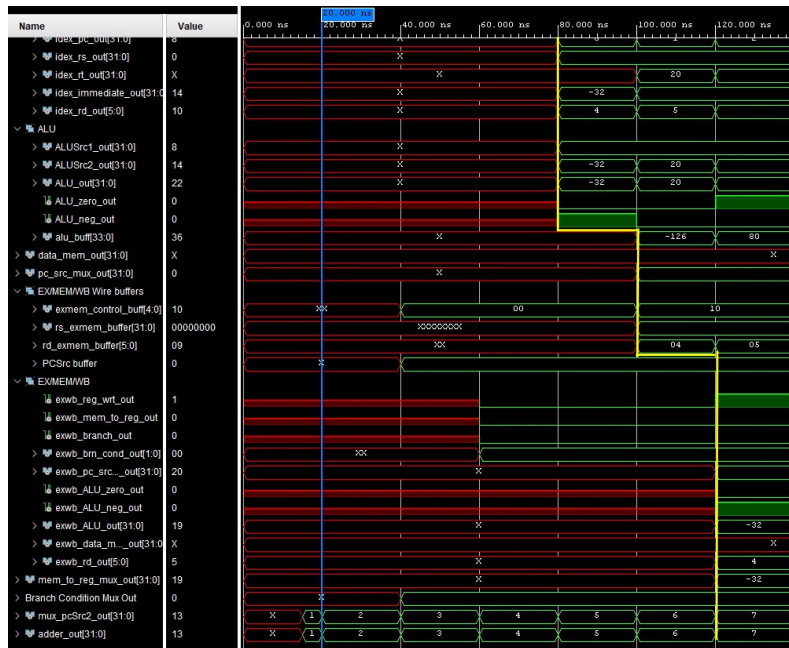 20.000 ns
Name Value 0.000 ns 20.000 ns 40.000 ns 60.000 ns 80.000 ns 100.000 ns 120.000 ns
idex_pc_out[31:0] 8 0 1 2
idex_rs_out[31:0] 0 X
idex_rt_out[31:0] X X 20
idex_immediate_out[31:0 14 X -32
idex_rd_out[5:0] 10 X 4 5
ALU
ALUSrc1_out[31:0] 8 X
ALUSrc2_out[31:0] 14 X -32 20
ALU_out[31:0] 22 X -32 20
ALU_zero_out 0
ALU_neg_out 0
alu_buff[33:0] 36 X -126 80
data_mem_out[31:0] X X
pc_src_mux_out[31:0] 0 X
EX/MEM/WB Wire buffers
exmem_control_buff[4:0] 10 XX 00 10
rs_exmem_buffer[31:0] 00000000 XXXXXXXX
rd_exmem_buffer[5:0] 09 XX 04 05
PCSrc buffer 0 X
EX/MEM/WB
exwb_reg_wrt_out 1
exwb_mem_to_reg_out 0
exwb_branch_out 0
exwb_brn_cond_out[1:0] 00 XX
exwb_pc_src..._out[31:0] 20 X
exwb_ALU_zero_out 0
exwb_ALU_neg_out 0
exwb_ALU_out[31:0] 19 X -32
exwb_data_m..._out[31:0 X X
exwb_rd_out[5:0] 5 X 4
mem_to_reg_mux_out[31:0] 19 X -32
Branch Condition Mux Out 0 X
mux_pcSrc2_out[31:0] 13 X 1 2 3 4 5 6 7
adder_out[31:0] 13 X 1 2 3 4 5 6 7